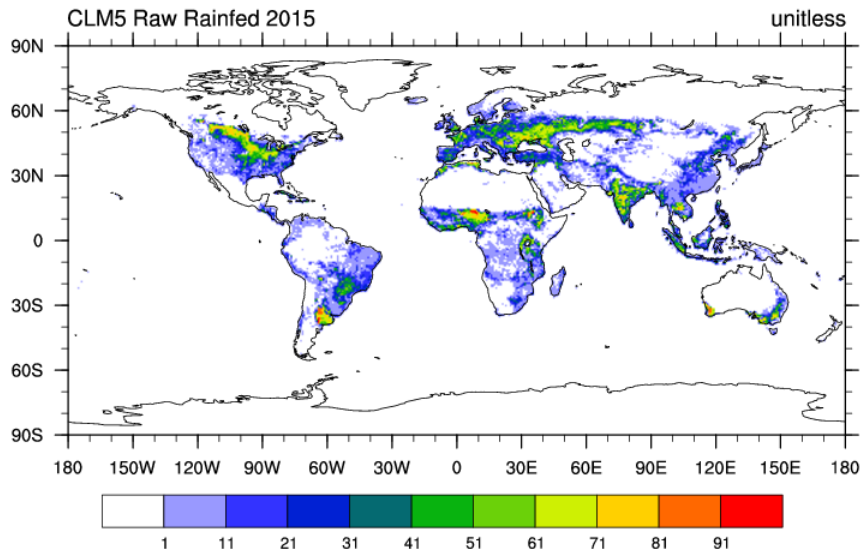 CLM5 Raw Rainfed 2015 unitless
90N
60N
30N
0
30S
60S
90S
180 150W 120W 90W 60W 30W 0 30E 60E 90E 120E 150E 180
1 11 21 31 41 51 61 71 81 91